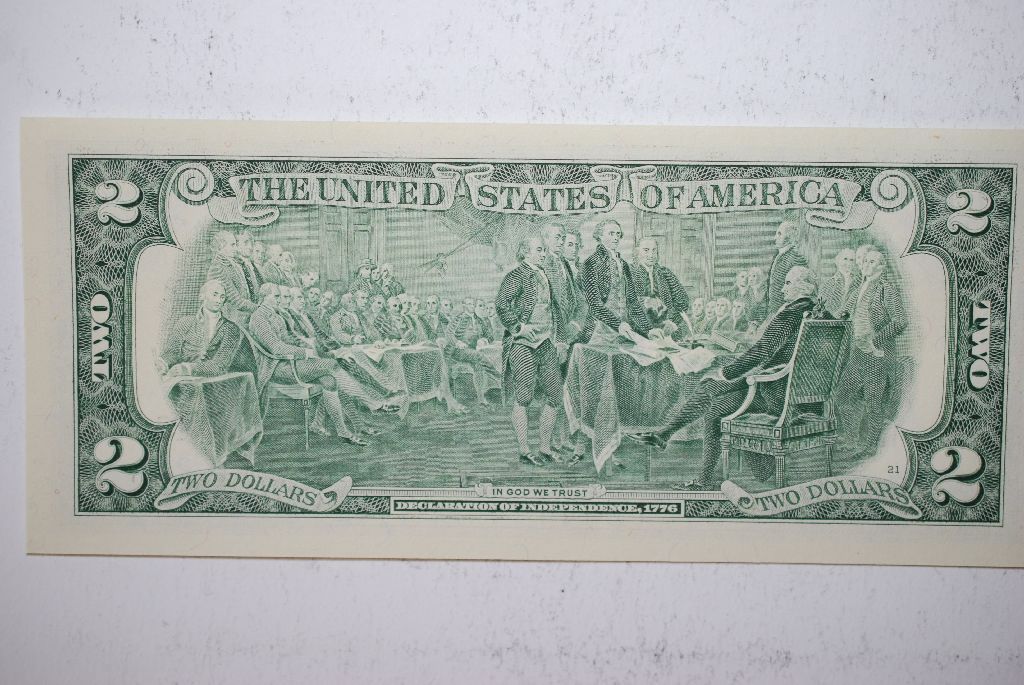 2 THE UNITED STATES OF AMERICA 2
TWO TWO
21
2 TWO DOLLARS IN GOD WE TRUST TWO DOLLARS 2
DECLARATION OF INDEPENDENCE, 1776